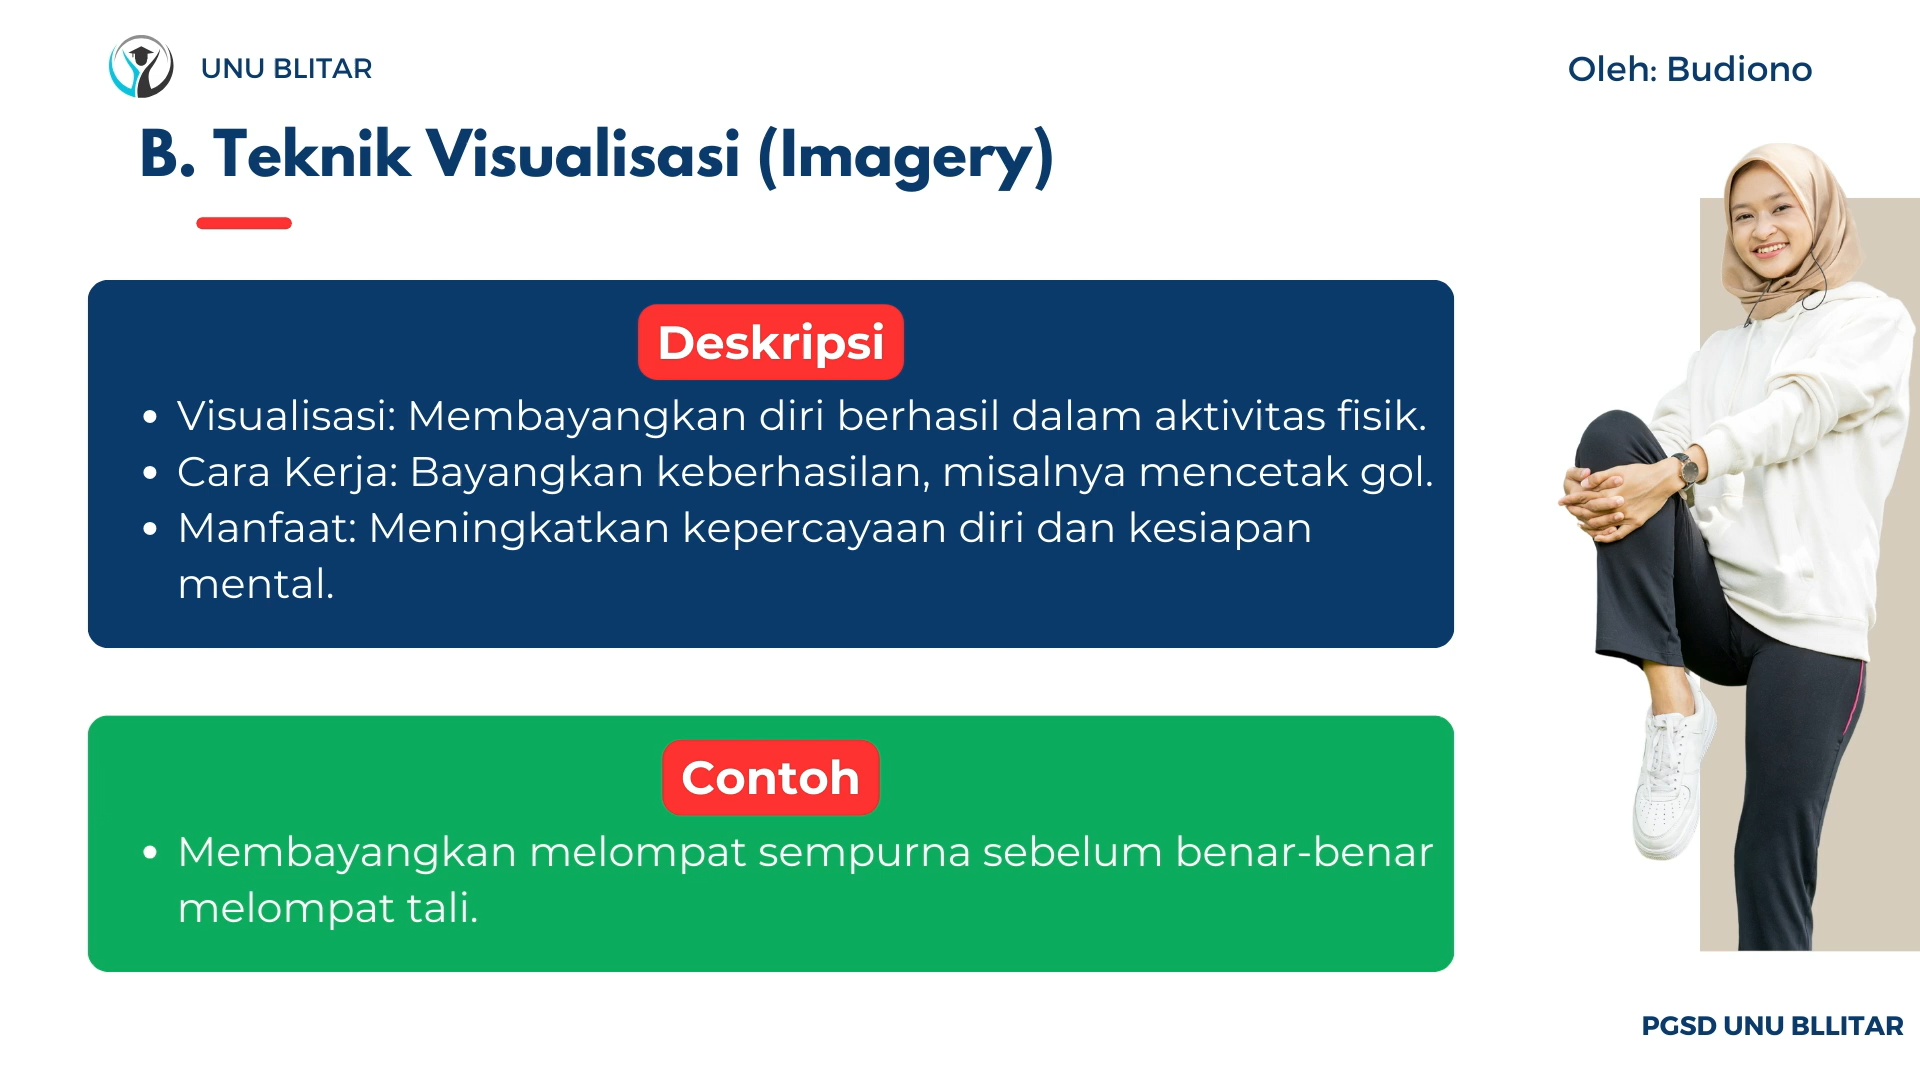 UNU BLITAR
Oleh: Budiono
B. Teknik Visualisasi (Imagery)
Deskripsi
• Visualisasi: Membayangkan diri berhasil dalam aktivitas fisik.
• Cara Kerja: Bayangkan keberhasilan, misalnya mencetak gol.
• Manfaat: Meningkatkan kepercayaan diri dan kesiapan
mental.
Contoh
• Membayangkan melompat sempurna sebelum benar-benar
melompat tali.
PGSD UNU BLLITAR